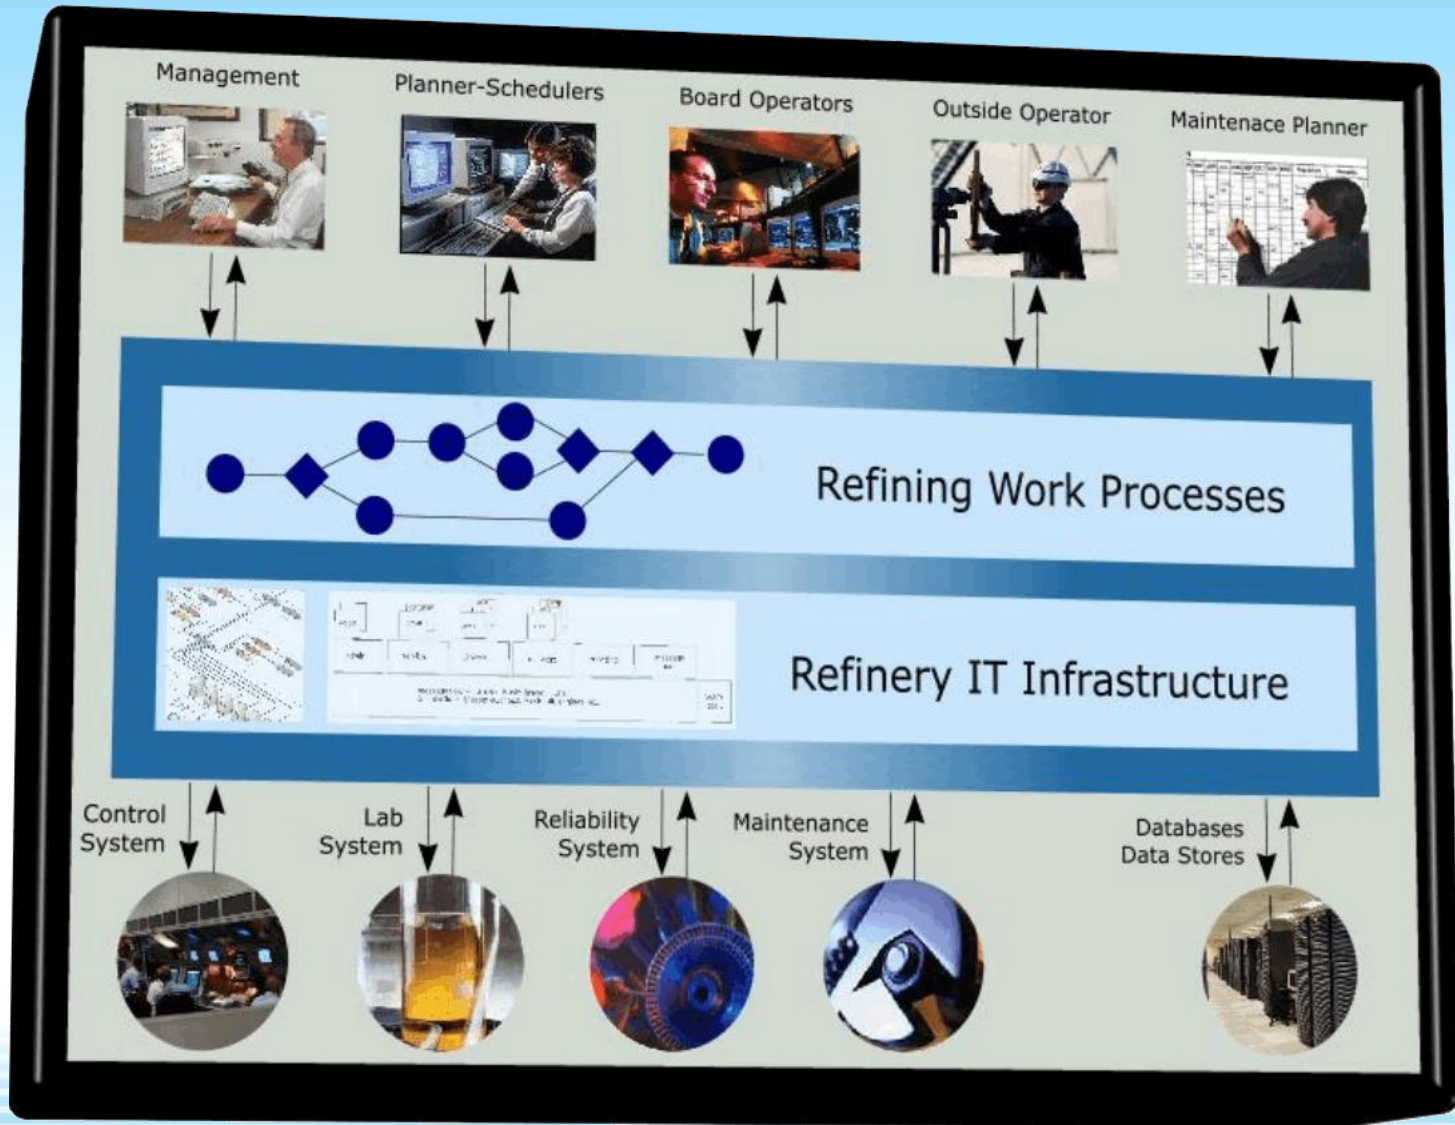 Management
Planner-Schedulers
Board Operators
Outside Operator
Maintenace Planner
Refining Work Processes
Refinery IT Infrastructure
Control
System
Lab
System
Reliability
System
Maintenance
System
Databases
Data Stores